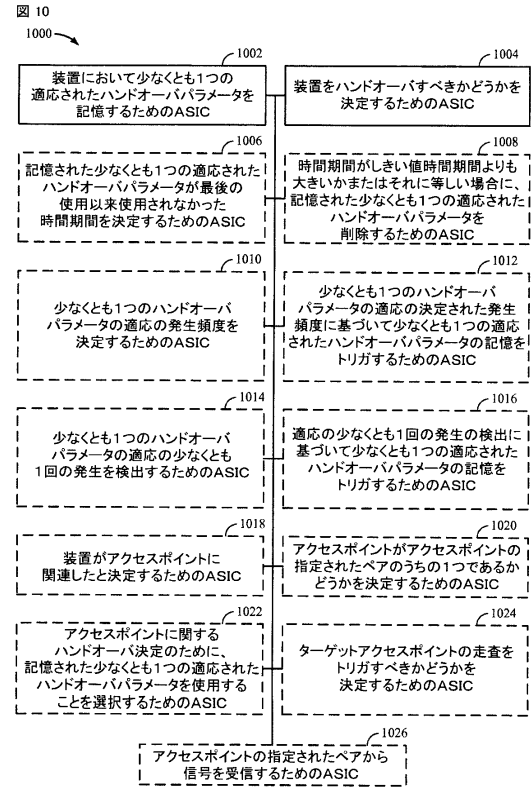 図 10
1000
1002
装置において少なくとも1つの
適応されたハンドオーバパラメータを
記憶するためのASIC
1004
装置をハンドオーバすべきかどうかを
決定するためのASIC
1006
記憶された少なくとも1つの適応された
ハンドオーバパラメータが最後の
使用以来使用されなかった
時間期間を決定するためのASIC
1008
時間期間がしきい値時間期間よりも
大きいかまたはそれに等しい場合に、
記憶された少なくとも1つの適応された
ハンドオーバパラメータを
削除するためのASIC
1010
少なくとも1つのハンドオーバ
パラメータの適応の発生頻度を
決定するためのASIC
1012
少なくとも1つのハンドオーバ
パラメータの適応の決定された発生
頻度に基づいて少なくとも1つの適応
されたハンドオーバパラメータの記憶を
トリガするためのASIC
1014
少なくとも1つのハンドオーバ
パラメータの適応の少なくとも
1回の発生を検出するためのASIC
1016
適応の少なくとも1回の発生の検出に
基づいて少なくとも1つの適応された
ハンドオーバパラメータの記憶を
トリガするためのASIC
1018
装置がアクセスポイントに
関連したと決定するためのASIC
1020
アクセスポイントがアクセスポイントの
指定されたペアのうちの1つであるか
どうかを決定するためのASIC
1022
アクセスポイントに関する
ハンドオーバ決定のために、
記憶された少なくとも1つの適応された
ハンドオーバパラメータを使用する
ことを選択するためのASIC
1024
ターゲットアクセスポイントの走査を
トリガすべきかどうかを
決定するためのASIC
1026
アクセスポイントの指定されたペアから
信号を受信するためのASIC